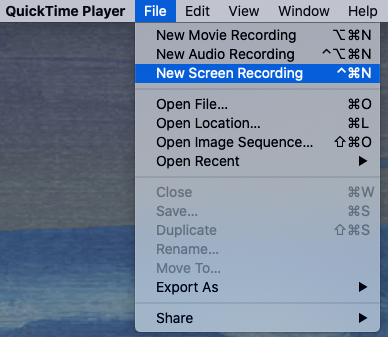 QuickTime Player File Edit View Window Help
New Movie Recording ⌥⌘N
New Audio Recording ^⌥⌘N
New Screen Recording ^⌘N
Open File... ⌘O
Open Location... ⌘L
Open Image Sequence... ⇧⌘O
Open Recent ▶
Close ⌘W
Save... ⌘S
Duplicate ⇧⌘S
Rename...
Move To...
Export As ▶
Share ▶